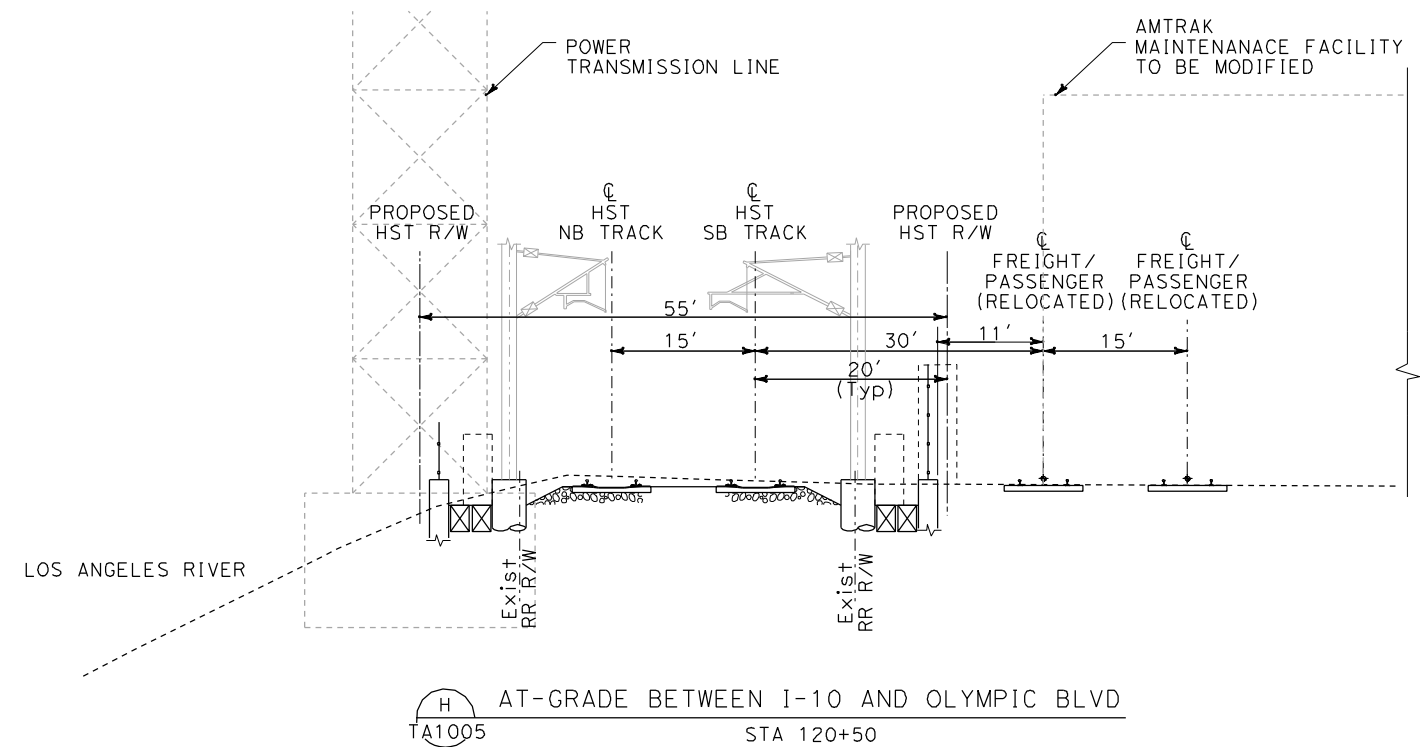 POWER
TRANSMISSION LINE
AMTRAK
MAINTENANACE FACILITY
TO BE MODIFIED
PROPOSED
HST R/W
℄
HST
NB TRACK
℄
HST
SB TRACK
PROPOSED
HST R/W
℄
FREIGHT/
PASSENGER
(RELOCATED)
℄
FREIGHT/
PASSENGER
(RELOCATED)
55'
15'
30'
11'
15'
20'
(Typ)
LOS ANGELES RIVER
Exist
RR R/W
Exist
RR R/W
H
TA1005
AT-GRADE BETWEEN I-10 AND OLYMPIC BLVD
STA 120+50